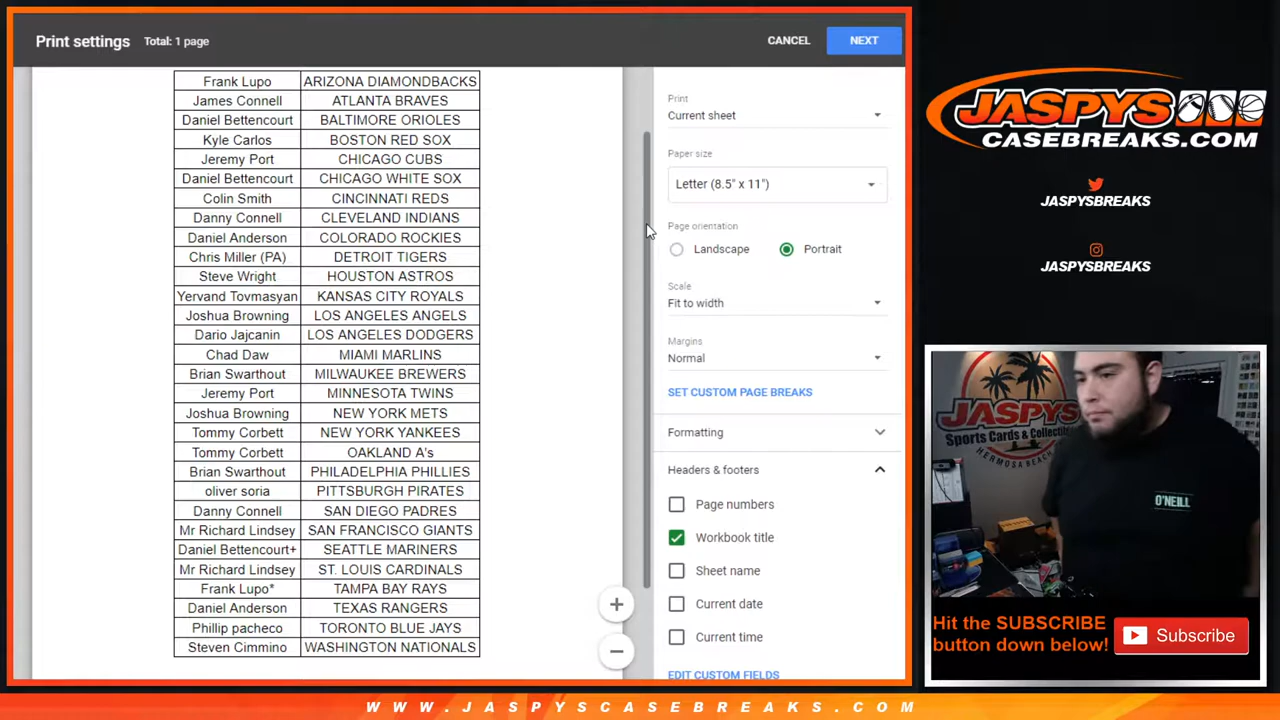 Print settings Total: 1 page CANCEL NEXT
Frank Lupo ARIZONA DIAMONDBACKS
James Connell ATLANTA BRAVES
Daniel Bettencourt BALTIMORE ORIOLES
Kyle Carlos BOSTON RED SOX
Jeremy Port CHICAGO CUBS
Daniel Bettencourt CHICAGO WHITE SOX
Colin Smith CINCINNATI REDS
Danny Connell CLEVELAND INDIANS
Daniel Anderson COLORADO ROCKIES
Chris Miller (PA) DETROIT TIGERS
Steve Wright HOUSTON ASTROS
Yervand Tovmasyan KANSAS CITY ROYALS
Joshua Browning LOS ANGELES ANGELS
Dario Jajcanin LOS ANGELES DODGERS
Chad Daw MIAMI MARLINS
Brian Swarthout MILWAUKEE BREWERS
Jeremy Port MINNESOTA TWINS
Joshua Browning NEW YORK METS
Tommy Corbett NEW YORK YANKEES
Tommy Corbett OAKLAND A's
Brian Swarthout PHILADELPHIA PHILLIES
oliver soria PITTSBURGH PIRATES
Danny Connell SAN DIEGO PADRES
Mr Richard Lindsey SAN FRANCISCO GIANTS
Daniel Bettencourt+ SEATTLE MARINERS
Mr Richard Lindsey ST. LOUIS CARDINALS
Frank Lupo* TAMPA BAY RAYS
Daniel Anderson TEXAS RANGERS
Phillip pacheco TORONTO BLUE JAYS
Steven Cimmino WASHINGTON NATIONALS
Print
Current sheet
Paper size
Letter (8.5" x 11")
Page orientation
Landscape Portrait
Scale
Fit to width
Margins
Normal
SET CUSTOM PAGE BREAKS
Formatting
Headers & footers
Page numbers
Workbook title
Sheet name
Current date
Current time
EDIT CUSTOM FIELDS
JASPYS
CASEBREAKS.COM
JASPYSBREAKS
JASPYSBREAKS
JASPYS
Sports Cards & Collectibl
HERMOSA BEACH
O'NEILL
Hit the SUBSCRIBE
button down below!
Subscribe
WWW.JASPYSCASEBREAKS.COM